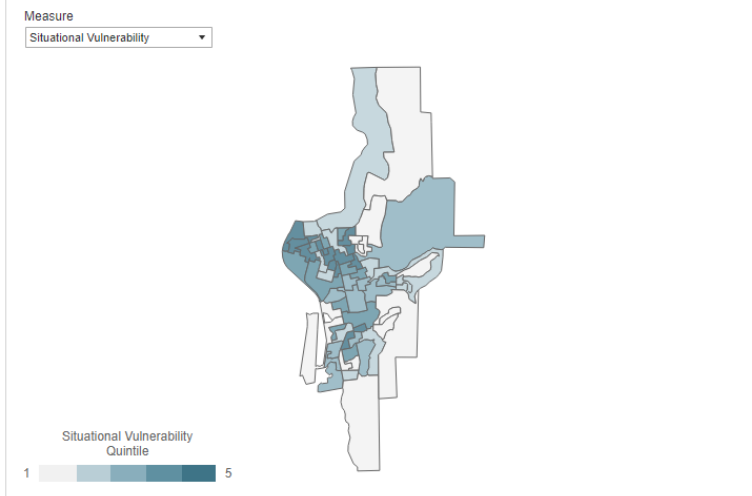 Measure
Situational Vulnerability
Situational Vulnerability
Quintile
1 5